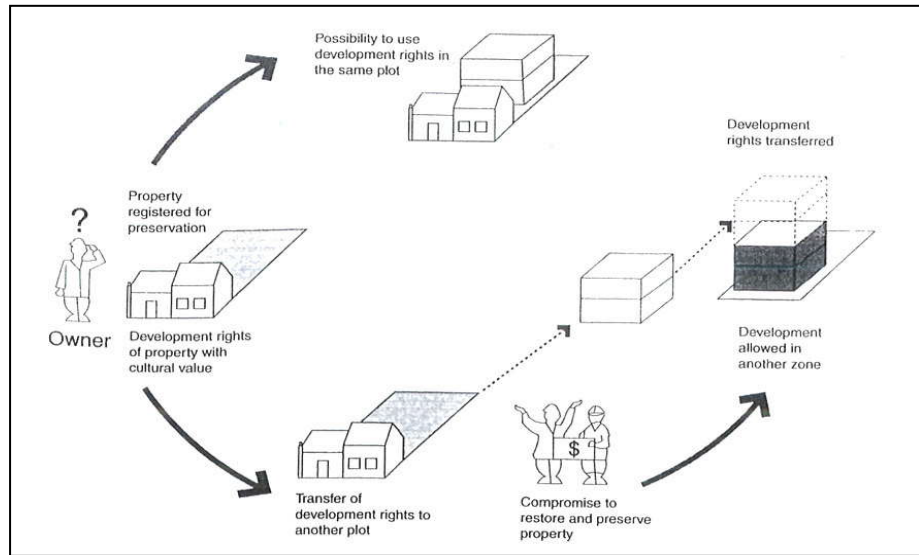 Possibility to use
development rights in
the same plot
Development
rights transferred
Property
registered for
preservation
?
Owner
Development rights
of property with
cultural value
Development
allowed in
another zone
$
Transfer of
development rights to
another plot
Compromise to
restore and preserve
property